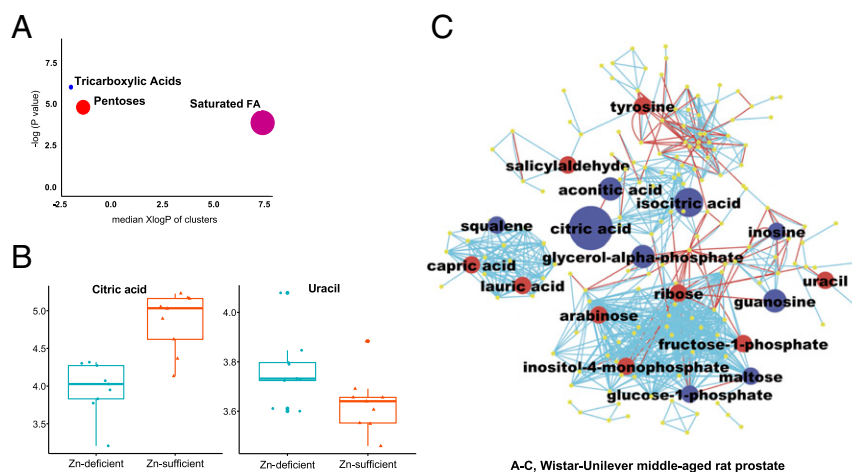 A
7.5
5.0
2.5
0.0
-log (P value)
Tricarboxylic Acids
Pentoses
Saturated FA
-2.5
0.0
2.5
5.0
7.5
median XlogP of clusters
B
Citric acid
5.0
4.5
4.0
3.5
Zn-deficient
Zn-sufficient
Uracil
4.0
3.8
3.6
Zn-deficient
Zn-sufficient
C
tyrosine
salicylaldehyde
aconitic acid
isocitric acid
citric acid
squalene
inosine
glycerol-alpha-phosphate
capric acid
uracil
lauric acid
ribose
guanosine
arabinose
fructose-1-phosphate
inositol-4-monophosphate
maltose
glucose-1-phosphate
A-C, Wistar-Unilever middle-aged rat prostate